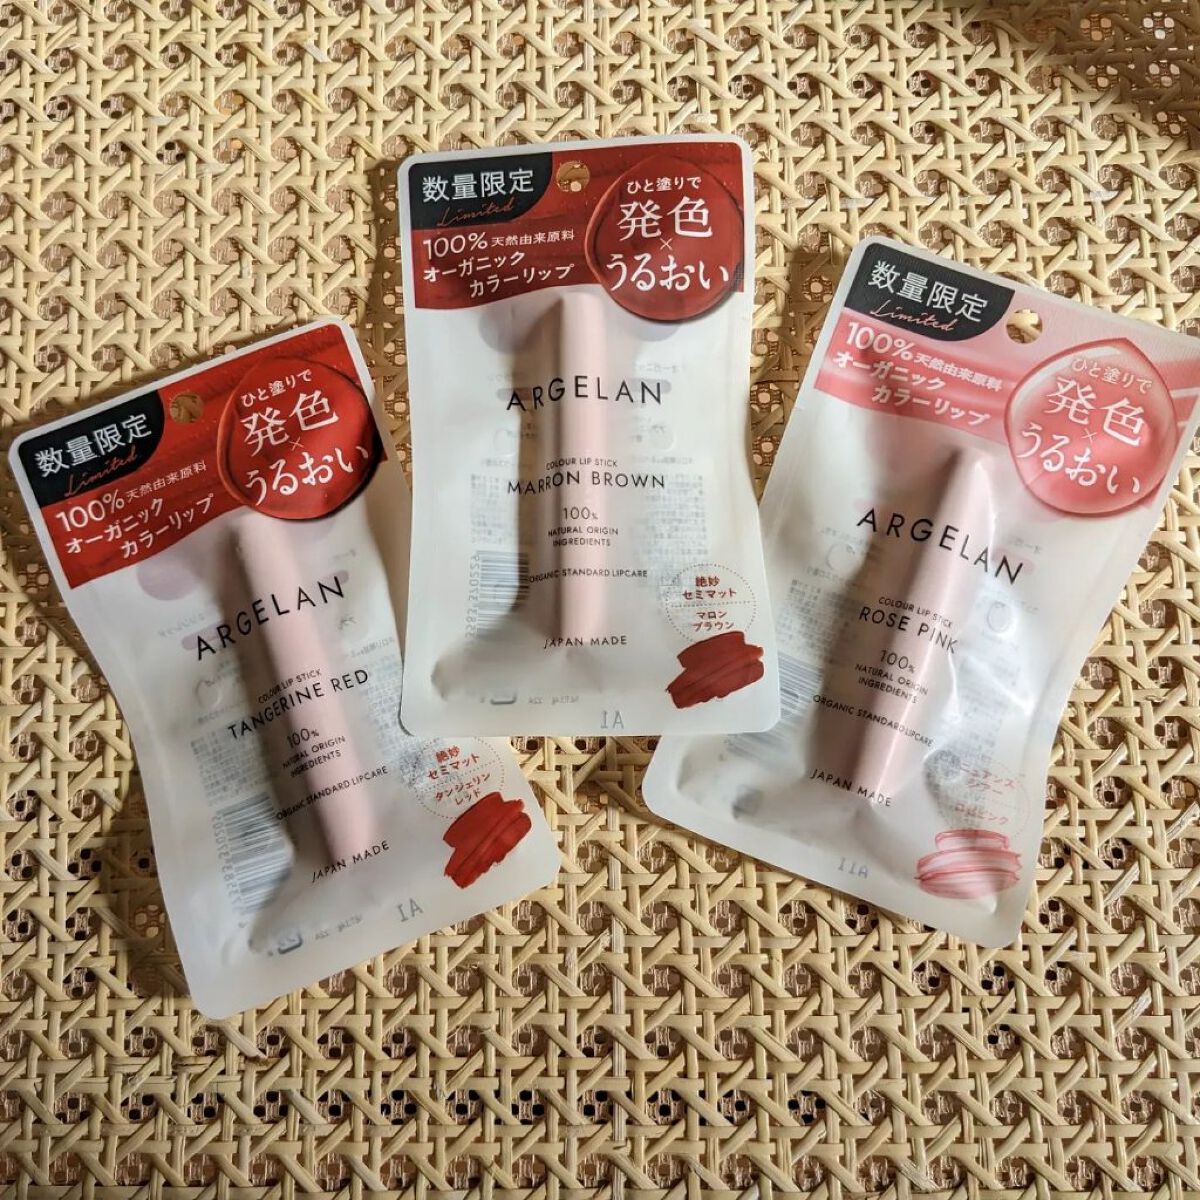 数量限定
Limited
100%天然由来原料
オーガニック
カラーリップ
ひと塗りで
発色
×
うるおい
ARGELAN
COLOUR LIP STICK
TANGERINE RED
100%
NATURAL ORIGIN
INGREDIENTS
ORGANIC STANDARD LIPCARE
JAPAN MADE
絶妙
セミマット
タンジェリン
レッド
数量限定
Limited
100%天然由来原料
オーガニック
カラーリップ
ひと塗りで
発色
×
うるおい
ARGELAN
COLOUR LIP STICK
MARRON BROWN
100%
NATURAL ORIGIN
INGREDIENTS
ORGANIC STANDARD LIPCARE
JAPAN MADE
絶妙
セミマット
マロン
ブラウン
数量限定
Limited
100%天然由来原料
オーガニック
カラーリップ
ひと塗りで
発色
×
うるおい
ARGELAN
COLOUR LIP STICK
ROSE PINK
100%
NATURAL ORIGIN
INGREDIENTS
ORGANIC STANDARD LIPCARE
JAPAN MADE
シアー